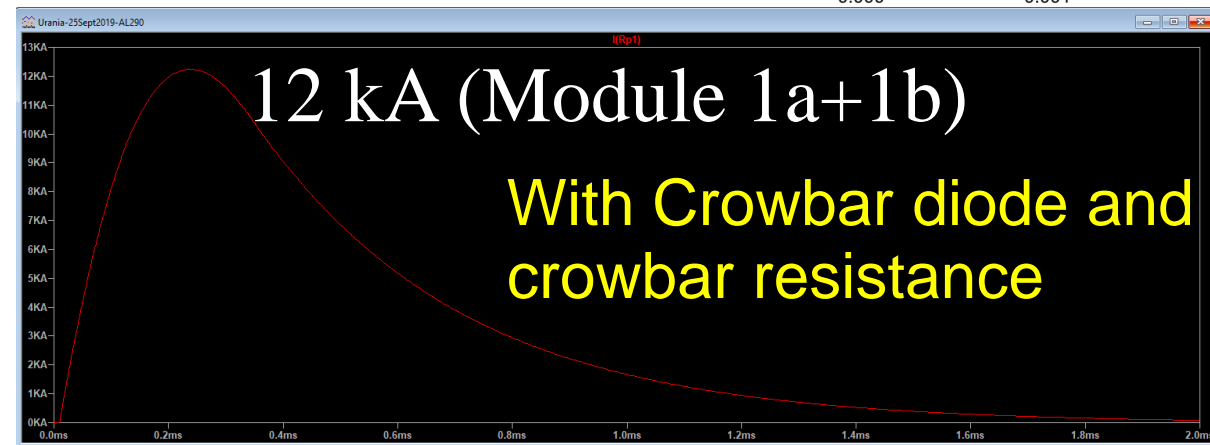 Urania-25Sept2019-AL290
I(Rp1)
13KA
12KA
11KA
10KA
9KA
8KA
7KA
6KA
5KA
4KA
3KA
2KA
1KA
0KA
12 kA (Module 1a+1b)
With Crowbar diode and
crowbar resistance
0.0ms 0.2ms 0.4ms 0.6ms 0.8ms 1.0ms 1.2ms 1.4ms 1.6ms 1.8ms 2.0m